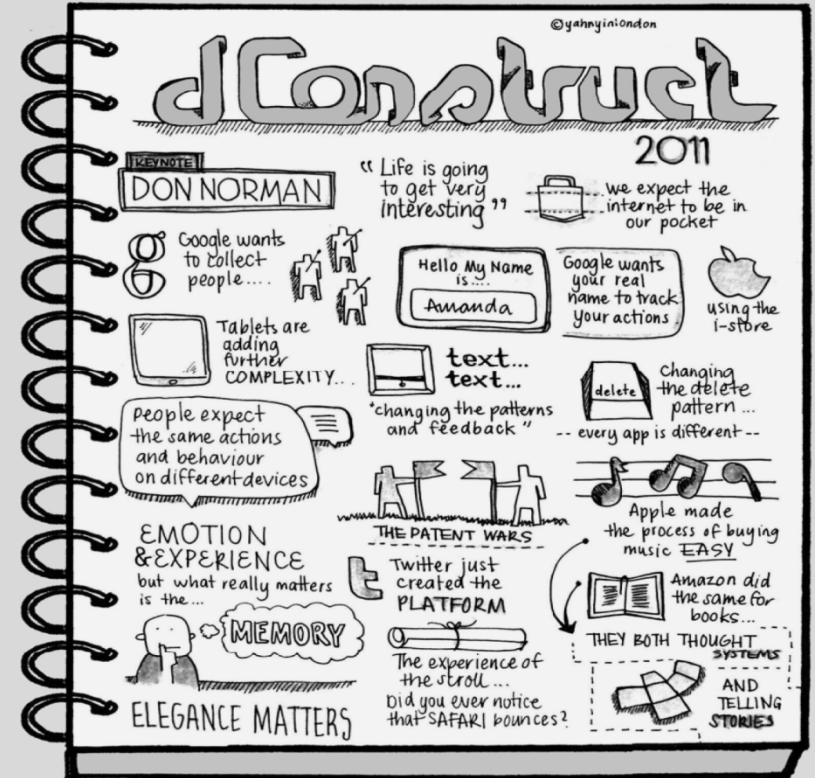 ©yahnyinlondon
dConstruct
2011
KEYNOTE
DON NORMAN
"Life is going
to get very
interesting"
we expect the
internet to be in
our pocket
g
Google wants
to collect
people....
Hello My Name
is....
Amanda
Google wants
your real
name to track
your actions
using the
i-store
Tablets are
adding
further
COMPLEXITY...
text...
text...
"changing the patterns
and feedback"
delete
Changing
the delete
pattern...
-- every app is different --
People expect
the same actions
and behaviour
on different devices
THE PATENT WARS
Apple made
the process of buying
music EASY
EMOTION
&EXPERIENCE
but what really matters
is the...
MEMORY
t
Twitter just
created the
PLATFORM
Amazon did
the same for
books...
THEY BOTH THOUGHT
SYSTEMS
The experience of
the scroll...
Did you ever notice
that SAFARI bounces?
AND
TELLING
STORIES
ELEGANCE MATTERS